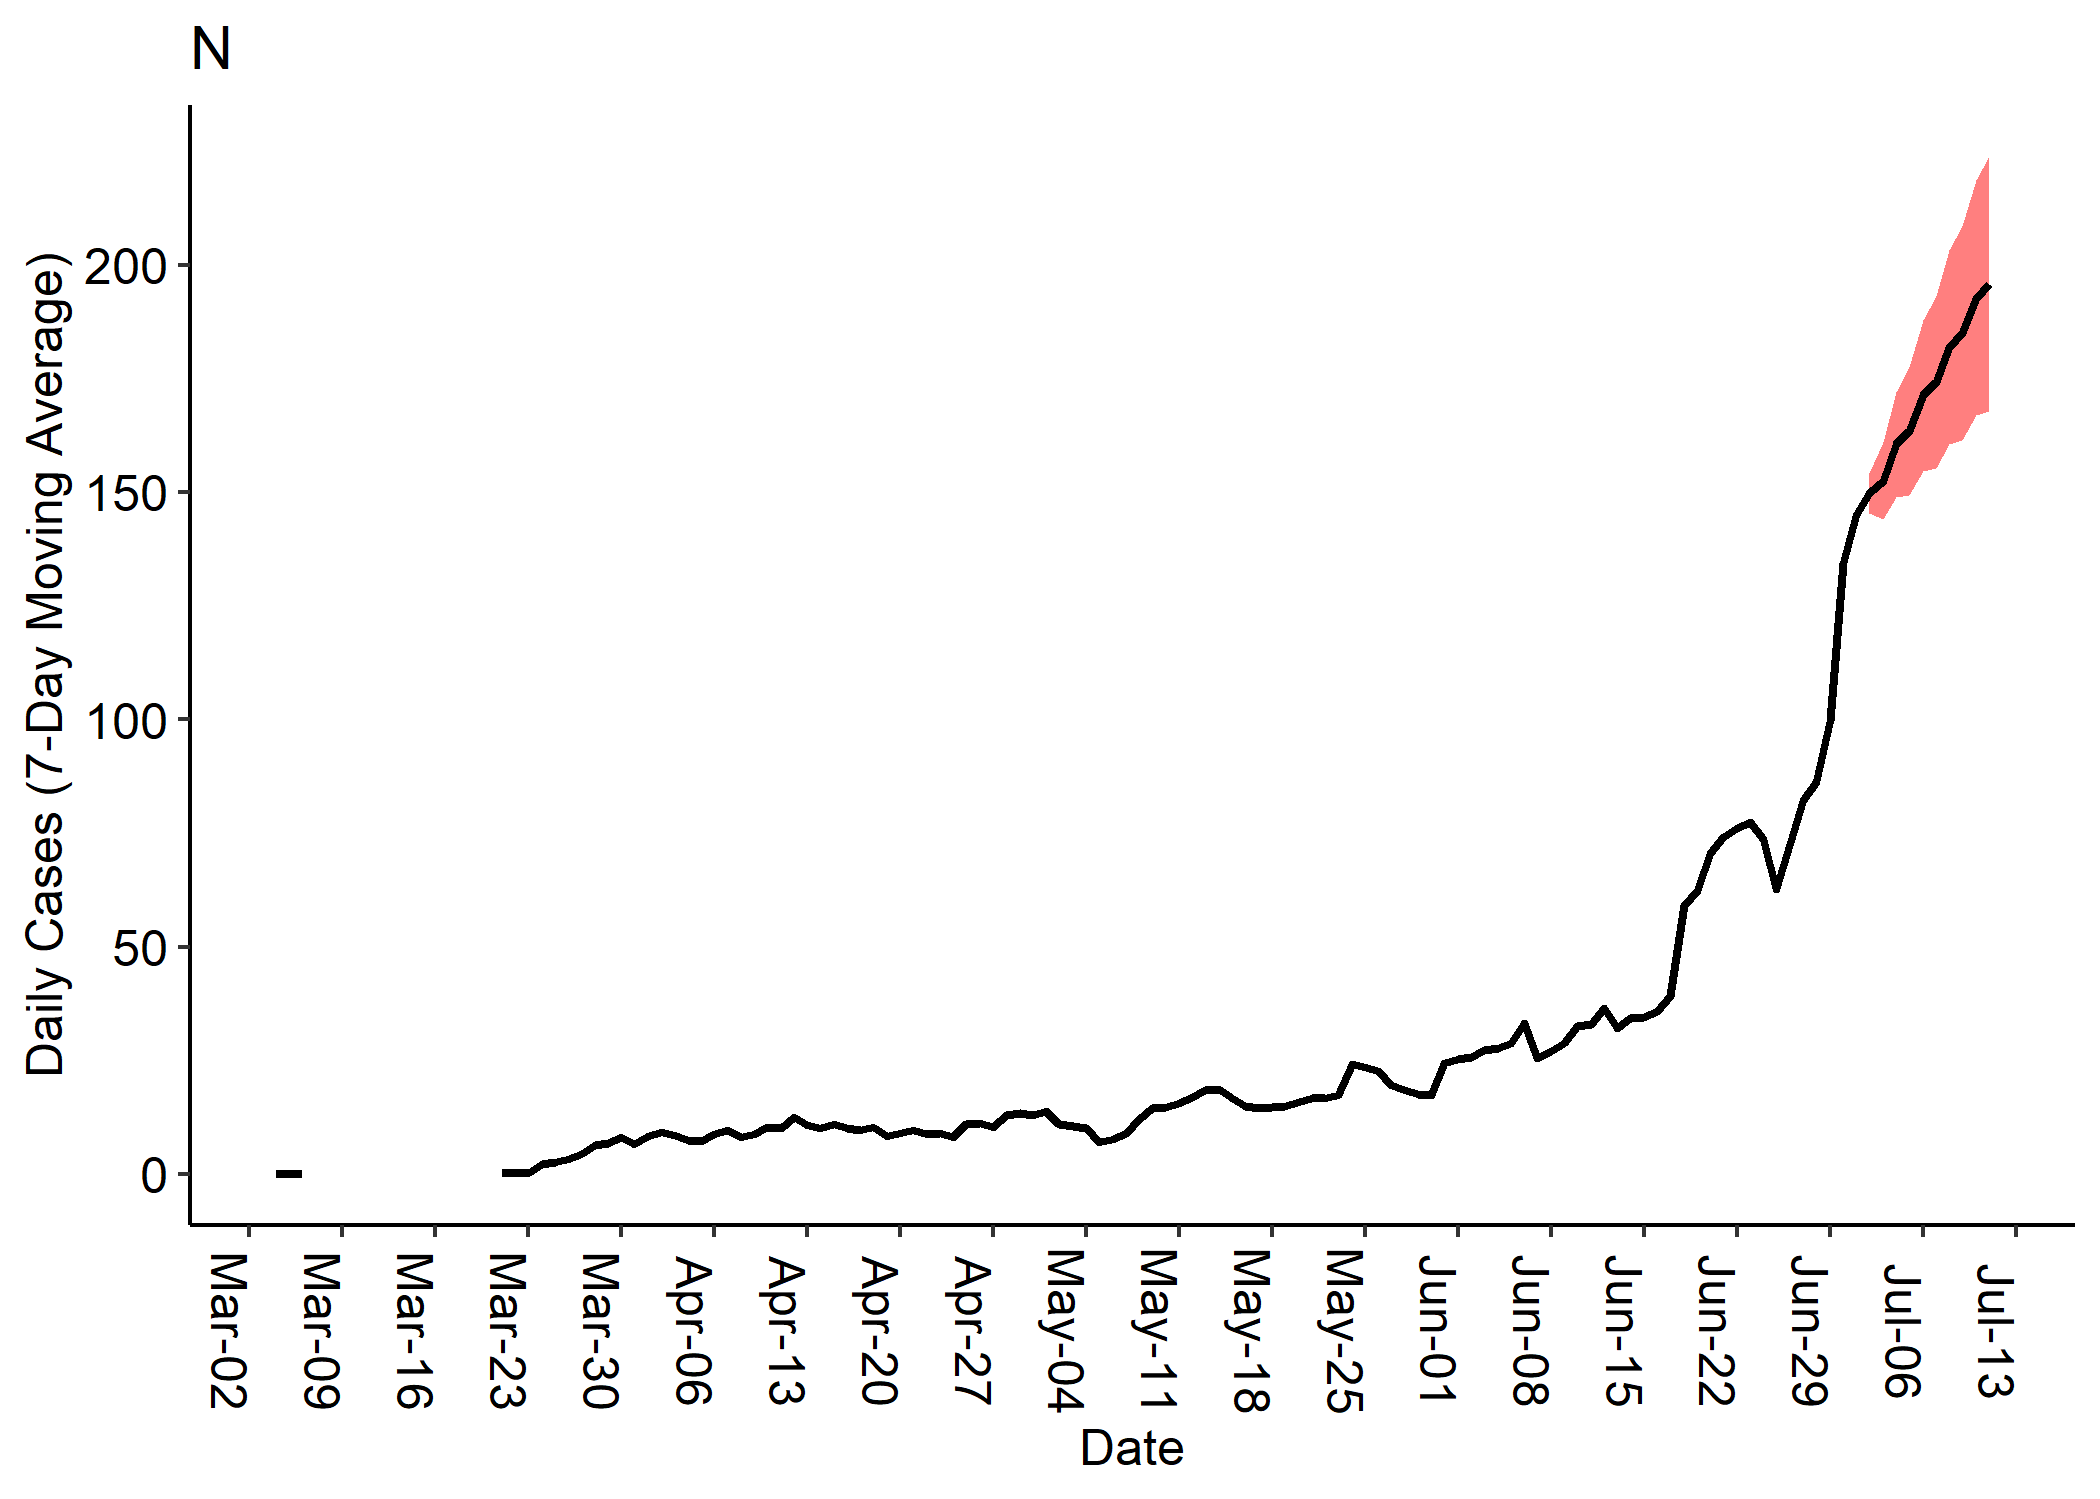 N
Daily Cases (7-Day Moving Average)
200
150
100
50
0
Mar-02
Mar-09
Mar-16
Mar-23
Mar-30
Apr-06
Apr-13
Apr-20
Apr-27
May-04
May-11
May-18
May-25
Jun-01
Jun-08
Jun-15
Jun-22
Jun-29
Jul-06
Jul-13
Date